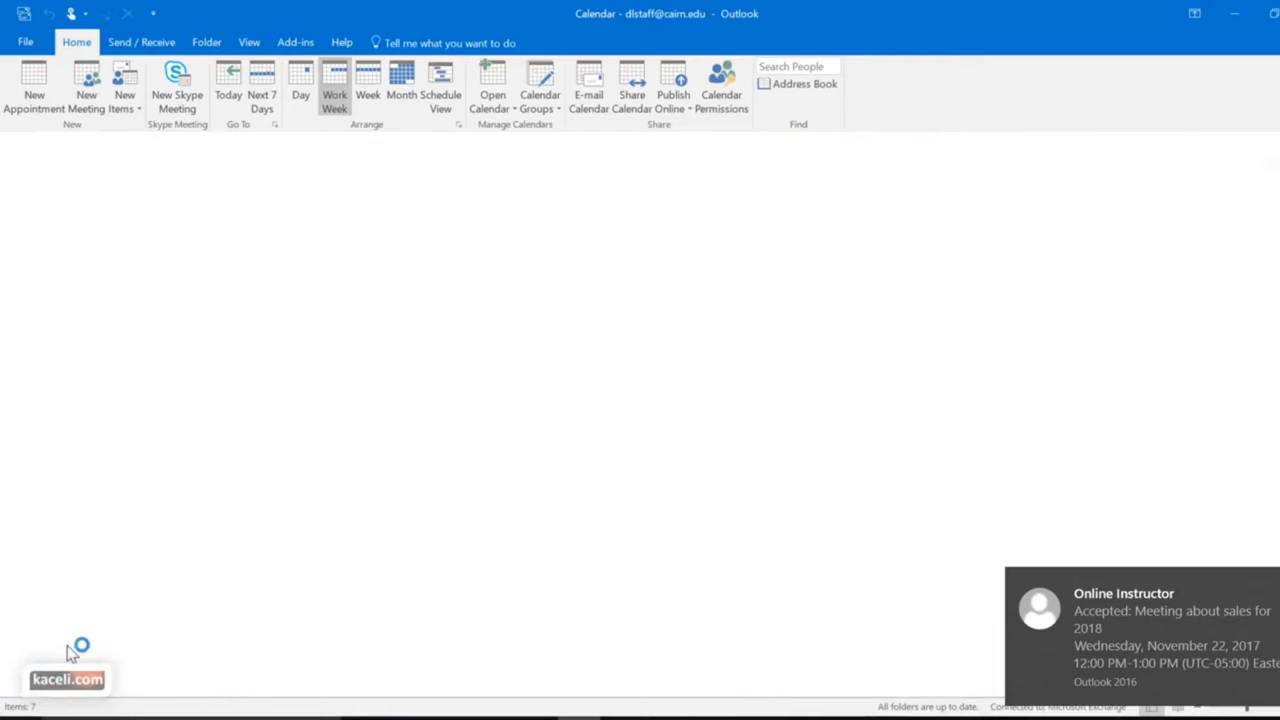 Calendar - dlstaff@cairn.edu - Outlook
File Home Send / Receive Folder View Add-ins Help Tell me what you want to do
New Appointment
New Meeting
New Items
New Skype Meeting
Today
Next 7 Days
Day
Work Week
Week
Month
Schedule View
Open Calendar
Calendar Groups
E-mail Calendar
Share Calendar
Publish Online
Calendar Permissions
Search People
Address Book
New Skype Meeting Go To Arrange Manage Calendars Share Find
Online Instructor
Accepted: Meeting about sales for
2018
Wednesday, November 22, 2017
12:00 PM-1:00 PM (UTC-05:00) Easte
Outlook 2016
kaceli.com
Items: 7 All folders are up to date. Connected to: Microsoft Exchange